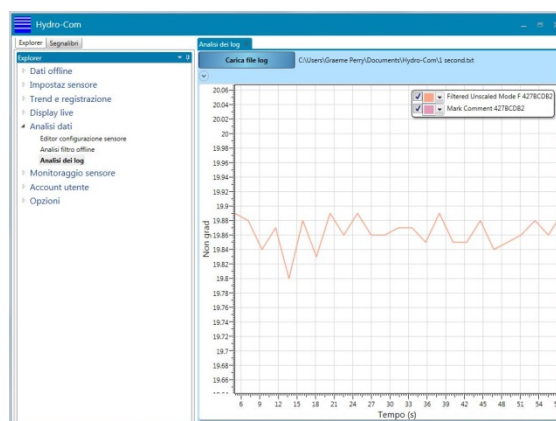 Hydro-Com
Explorer Segnalibri
Explorer
Dati offline
Impostaz sensore
Trend e registrazione
Display live
Analisi dati
Editor configurazione sensore
Analisi filtro offline
Analisi dei log
Monitoraggio sensore
Account utente
Opzioni
Analisi dei log
Carica file log C:\Users\Graeme Perry\Documents\Hydro-Com\1 second.txt
Filtered Unscaled Mode F 427BCDB2
Mark Comment 427BCDB2
Non grad
20.06
20.04
20.02
20
19.98
19.96
19.94
19.92
19.9
19.88
19.86
19.84
19.82
19.8
19.78
19.76
19.74
19.72
19.7
19.68
19.66
6 9 12 15 18 21 24 27 30 33 36 39 42 45 48 51 54
Tempo (s)